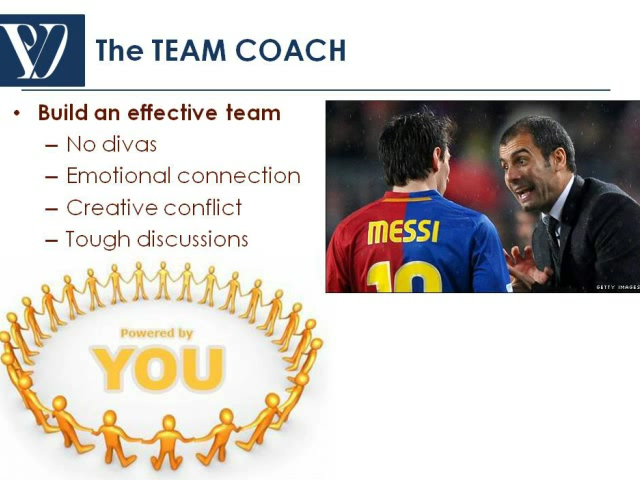 The TEAM COACH
• Build an effective team
– No divas
– Emotional connection
– Creative conflict
– Tough discussions
MESSI
10
GETTY IMAGES
Powered by
YOU